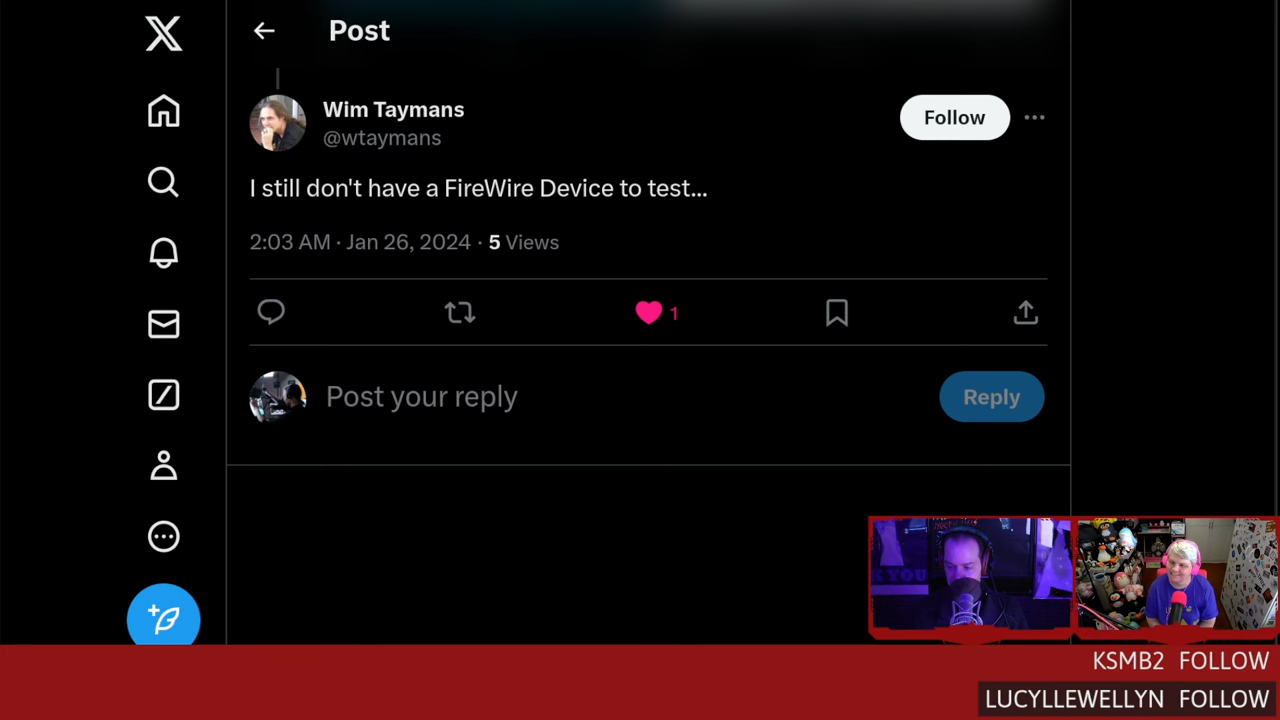 Post
Wim Taymans
@wtaymans
Follow
I still don't have a FireWire Device to test...
2:03 AM · Jan 26, 2024 · 5 Views
1
Post your reply
Reply
KSMB2 FOLLOW
LUCYLLEWELLYN FOLLOW